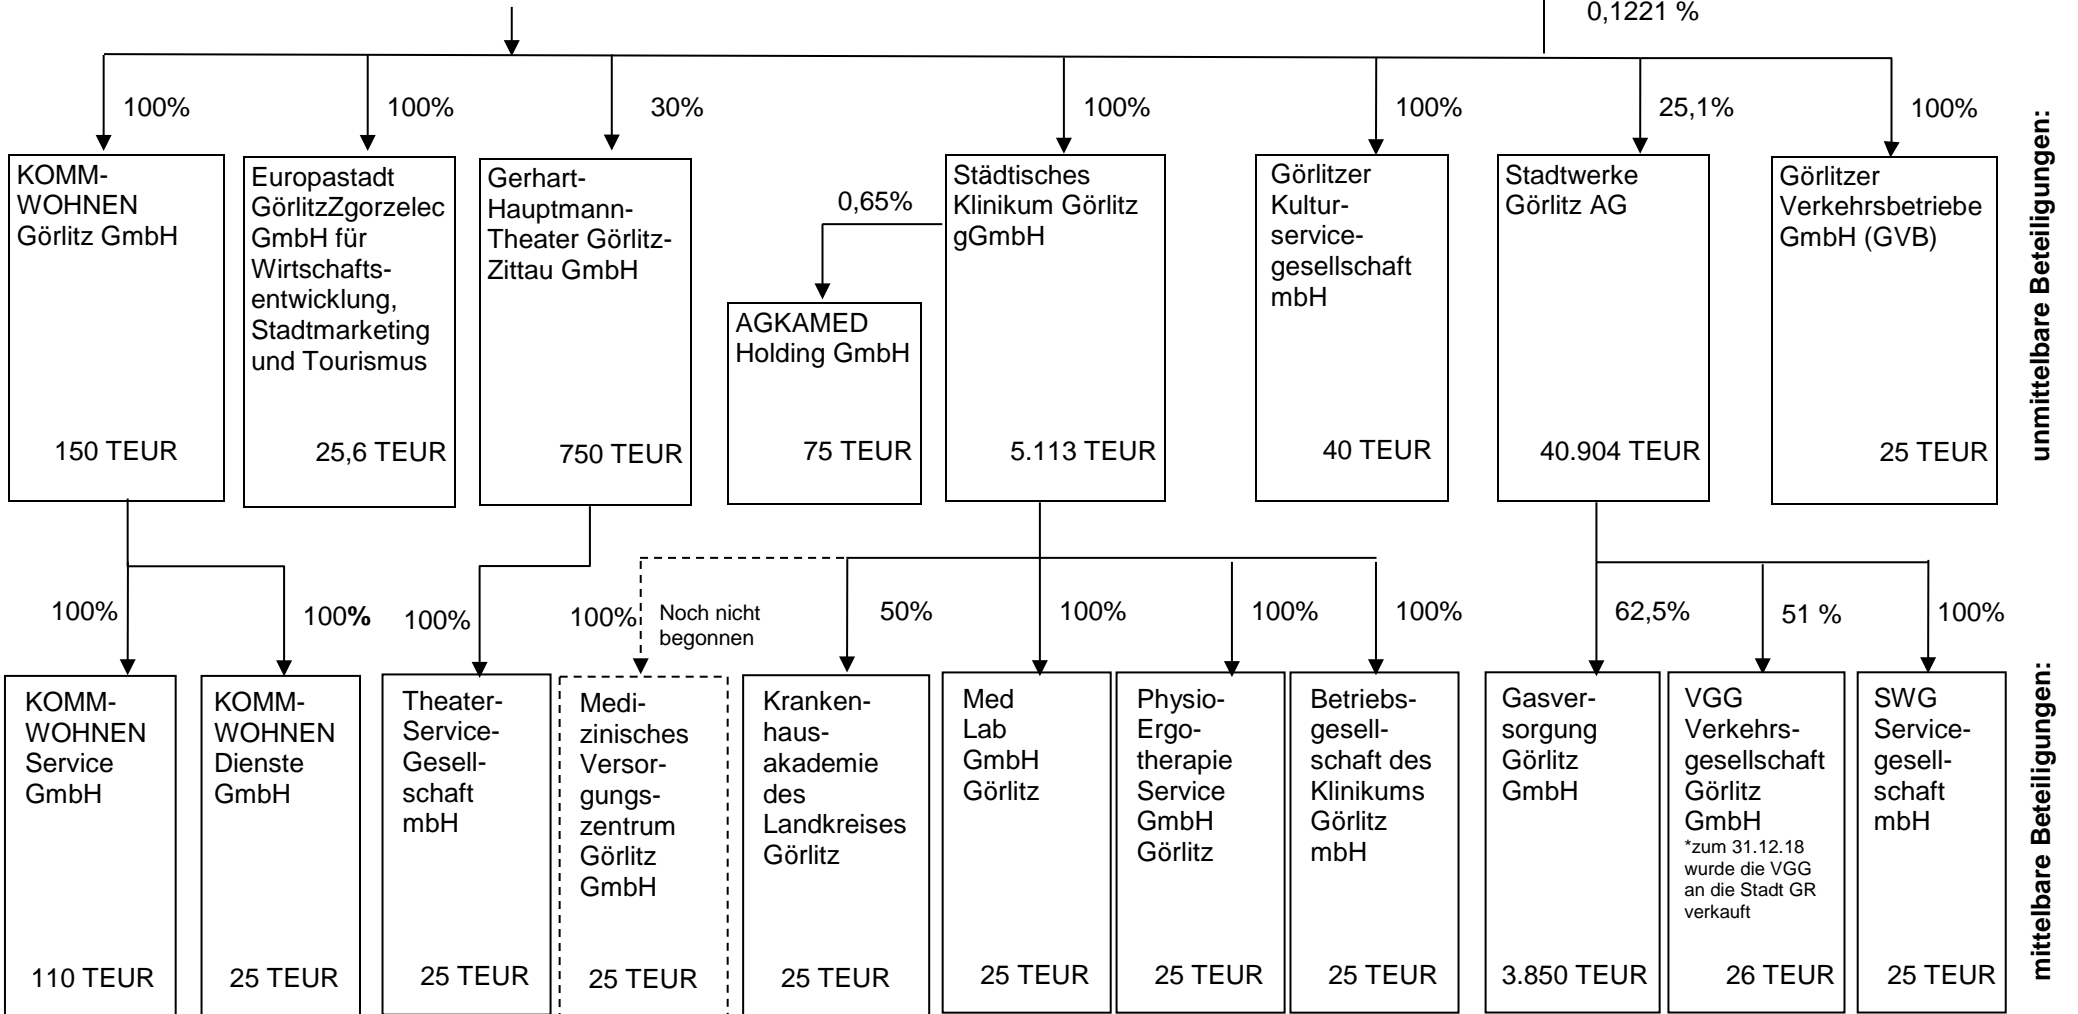 0,1221 %
100%
100%
30%
100%
100%
25,1%
100%
unmittelbare Beteiligungen:
KOMM-
WOHNEN
Görlitz GmbH
150 TEUR
Europastadt
GörlitzZgorzelec
GmbH für
Wirtschafts-
entwicklung,
Stadtmarketing
und Tourismus
25,6 TEUR
Gerhart-
Hauptmann-
Theater Görlitz-
Zittau GmbH
750 TEUR
0,65%
AGKAMED
Holding GmbH
75 TEUR
Städtisches
Klinikum Görlitz
gGmbH
5.113 TEUR
Görlitzer
Kultur-
service-
gesellschaft
mbH
40 TEUR
Stadtwerke
Görlitz AG
40.904 TEUR
Görlitzer
Verkehrsbetriebe
GmbH (GVB)
25 TEUR
100%
100%
100%
100%
Noch nicht
begonnen
50%
100%
100%
100%
62,5%
51 %
100%
mittelbare Beteiligungen:
KOMM-
WOHNEN
Service
GmbH
110 TEUR
KOMM-
WOHNEN
Dienste
GmbH
25 TEUR
Theater-
Service-
Gesell-
schaft
mbH
25 TEUR
Medi-
zinisches
Versor-
gungs-
zentrum
Görlitz
GmbH
25 TEUR
Kranken-
haus-
akademie
des
Landkreises
Görlitz
25 TEUR
Med
Lab
GmbH
Görlitz
25 TEUR
Physio-
Ergo-
therapie
Service
GmbH
Görlitz
25 TEUR
Betriebs-
gesell-
schaft des
Klinikums
Görlitz
mbH
25 TEUR
Gasver-
sorgung
Görlitz
GmbH
3.850 TEUR
VGG
Verkehrs-
gesellschaft
Görlitz
GmbH
*zum 31.12.18
wurde die VGG
an die Stadt GR
verkauft
26 TEUR
SWG
Service-
gesell-
schaft
mbH
25 TEUR